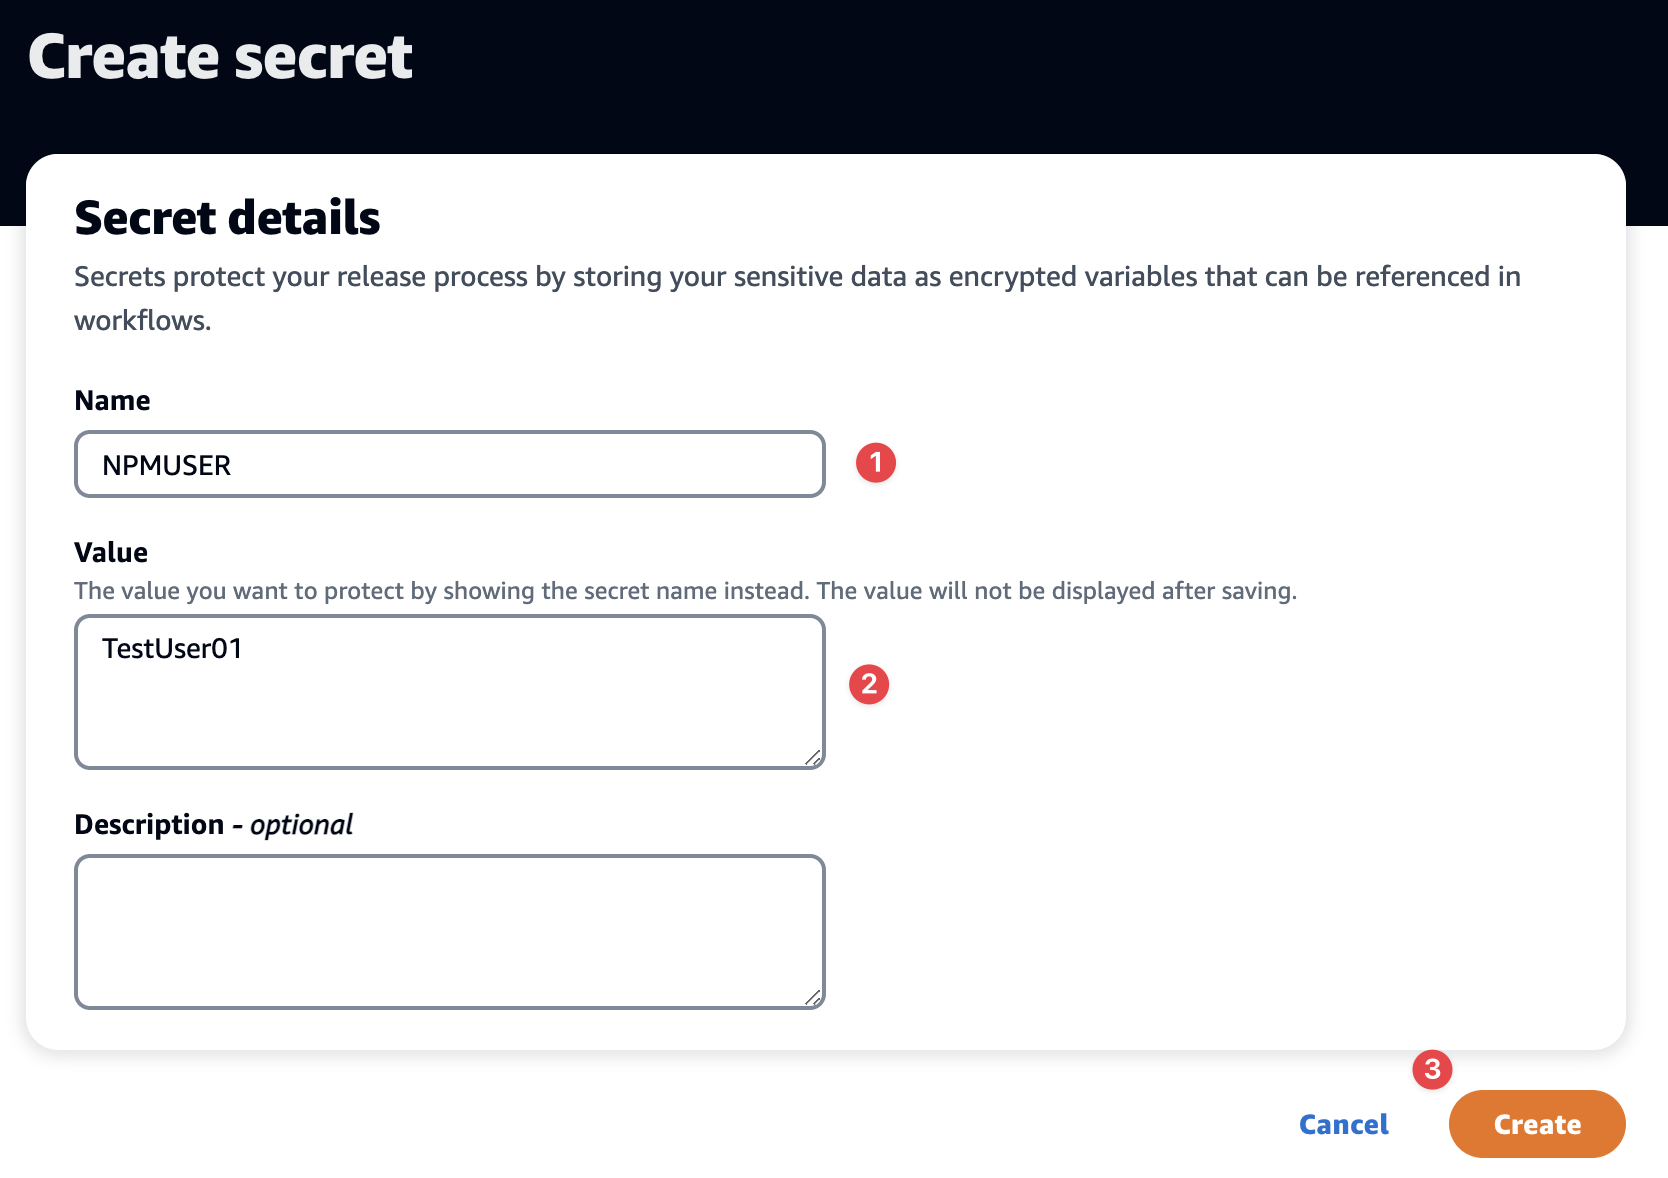 Create secret
Secret details
Secrets protect your release process by storing your sensitive data as encrypted variables that can be referenced in
workflows.
Name
NPMUSER
1
Value
The value you want to protect by showing the secret name instead. The value will not be displayed after saving.
TestUser01
2
Description - optional
3
Cancel
Create